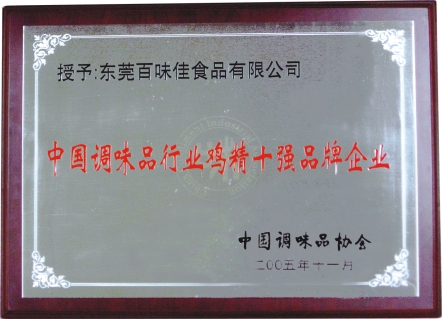 授予:东莞百味佳食品有限公司
中国调味品行业鸡精十强品牌企业
中国调味品协会
二00五年十一月